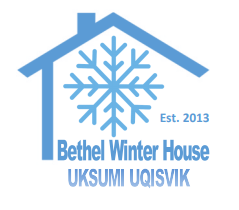 Est. 2013
Bethel Winter House
UKSUMI UQISVIK